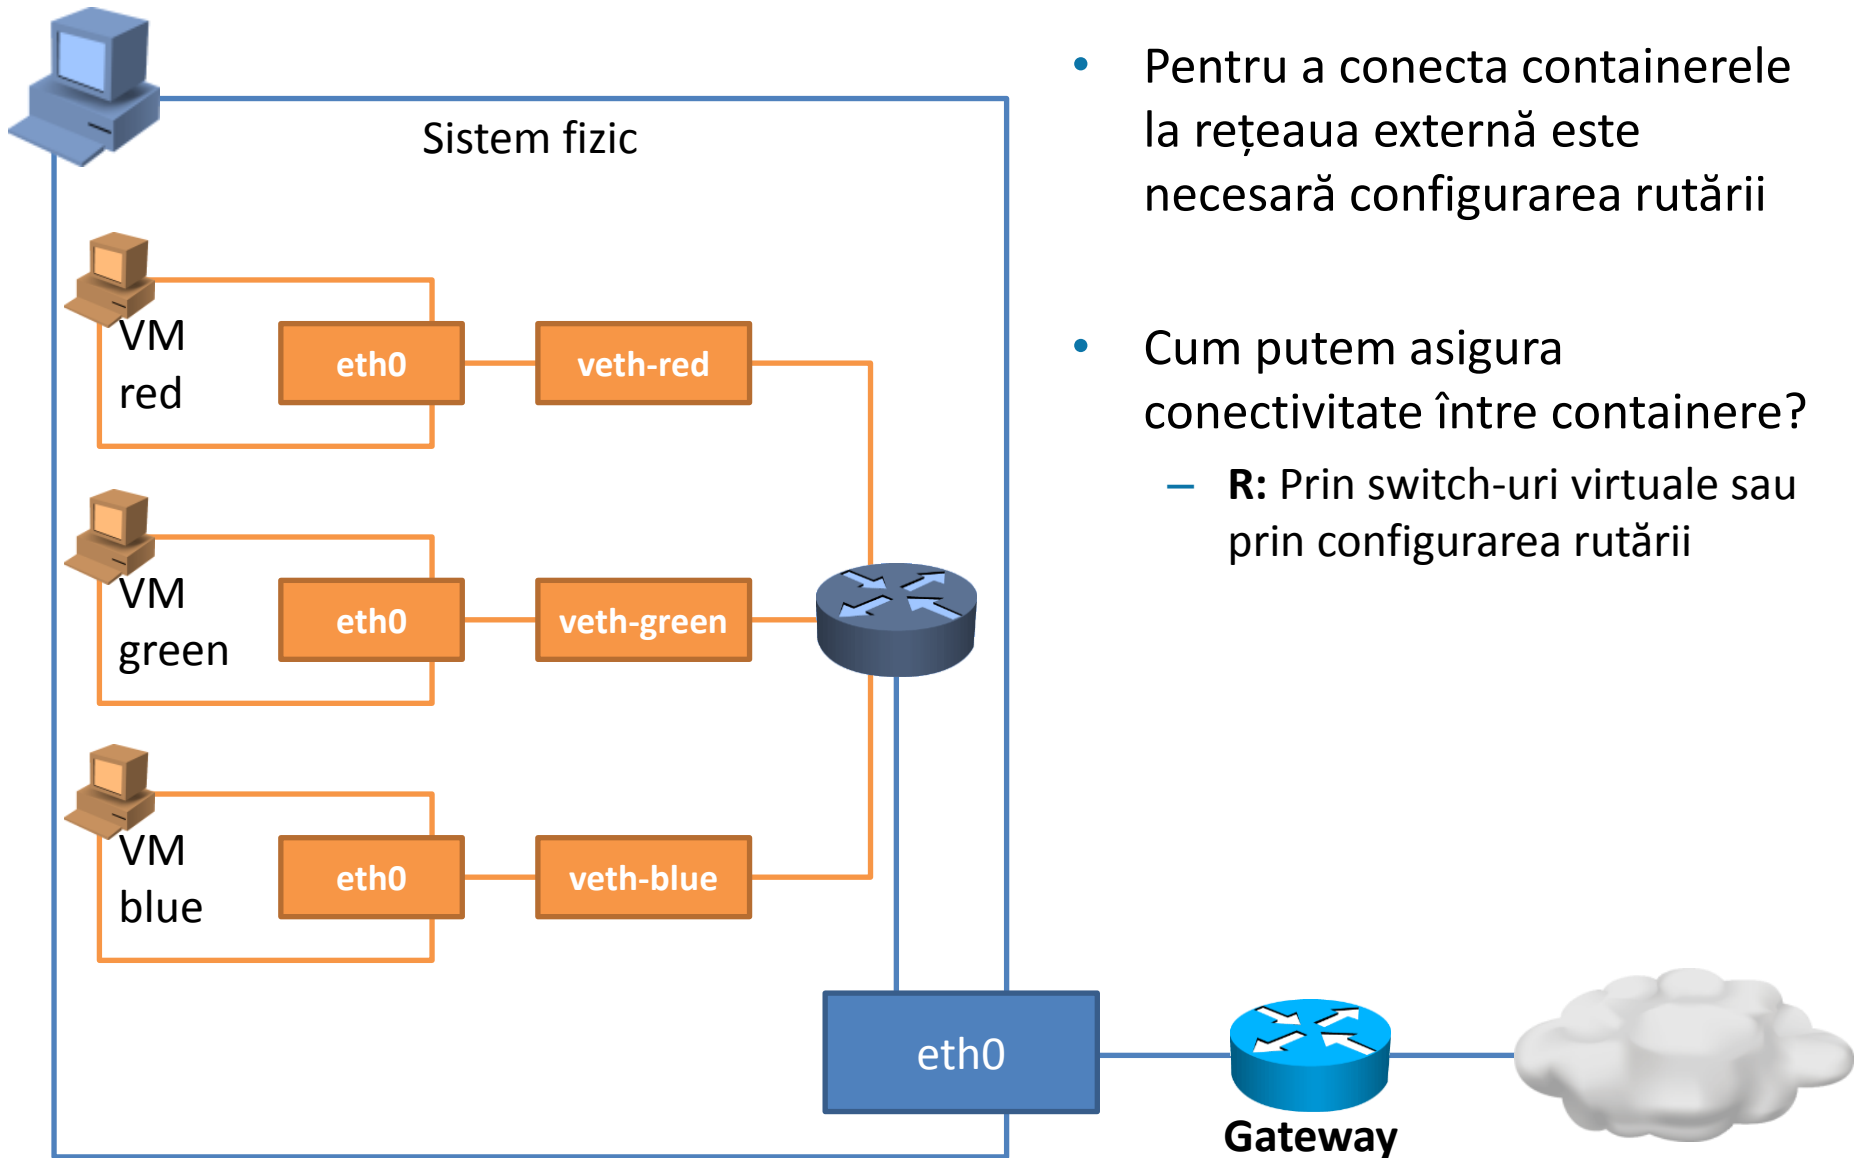 Sistem fizic
VM
red
eth0
veth-red
VM
green
eth0
veth-green
VM
blue
eth0
veth-blue
eth0
Gateway
• Pentru a conecta containerele
la rețeaua externă este
necesară configurarea rutării
• Cum putem asigura
conectivitate între containere?
– R: Prin switch-uri virtuale sau
prin configurarea rutării